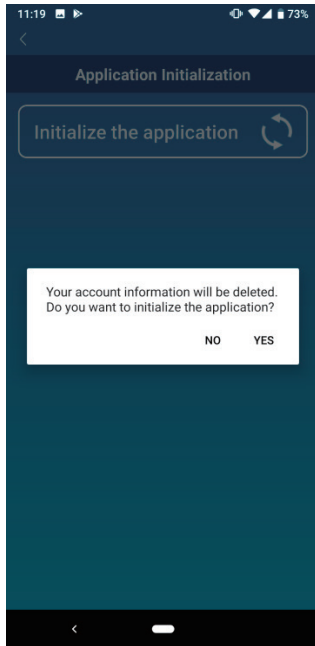 11:19 73%
Application Initialization
Initialize the application
Your account information will be deleted.
Do you want to initialize the application?
NO YES